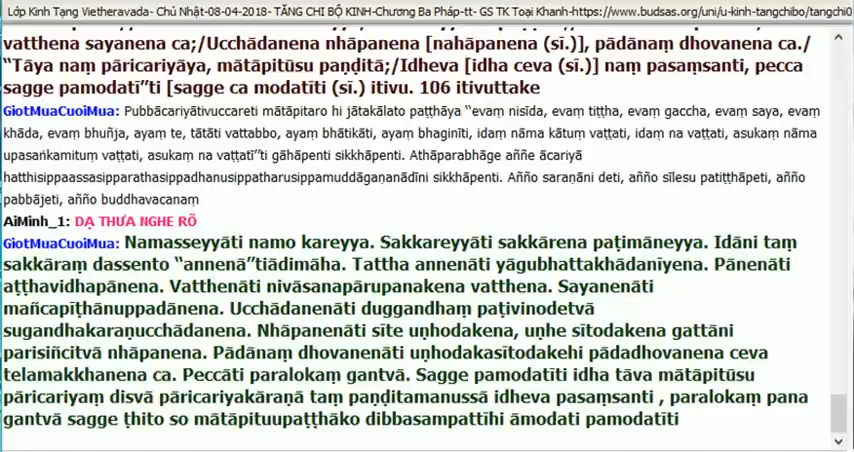 Lớp Kinh Tạng Vietheravada- Chủ Nhật-08-04-2018- TĂNG CHI BỘ KINH-Chương Ba Pháp-tt- GS TK Toại Khanh-https://www.budsas.org/uni/u-kinh-tangchibo/tangchi0
vatthena sayanena ca;/Ucchādanena nhāpanena [nahāpanena (sī.)], pādānaṃ dhovanena ca./
“Tāya naṃ pāricariyāya, mātāpitūsu paṇḍitā;/Idheva [idha ceva (sī.)] naṃ pasaṃsanti, pecca
sagge pamodatī”ti [sagge ca modatīti (sī.) itivu. 106 itivuttake
GiotMuaCuoiMua: Pubbācariyātivuccareti mātāpitaro hi jātakālato paṭṭhāya “evaṃ nisīda, evaṃ tiṭṭha, evaṃ gaccha, evaṃ saya, evaṃ
khāda, evaṃ bhuñja, ayaṃ te, tātāti vattabbo, ayaṃ bhātikāti, ayaṃ bhaginīti, idaṃ nāma kātuṃ vaṭṭati, idaṃ na vaṭṭati, asukaṃ nāma
upasaṅkamituṃ vaṭṭati, asukaṃ na vaṭṭatī”ti gāhāpenti sikkhāpenti. Athāparabhāge aññe ācariyā
hatthisippaassasipparathasippadhanusippatharusippamuddāgaṇanādīni sikkhāpenti. Añño saraṇāni deti, añño sīlesu patiṭṭhāpeti, añño
pabbājeti, añño buddhavacanaṃ
AiMinh_1: DẠ THƯA NGHE RÕ
GiotMuaCuoiMua: Namasseyyāti namo kareyya. Sakkareyyāti sakkārena paṭimāneyya. Idāni taṃ
sakkāraṃ dassento “annenā”tiādimāha. Tattha annenāti yāgubhattakhādanīyena. Pānenāti
aṭṭhavidhapānena. Vatthenāti nivāsanapārupanakena vatthena. Sayanenāti
mañcapīṭhānuppadānena. Ucchādanenāti duggandhaṃ paṭivinodetvā
sugandhakaraṇucchādanena. Nhāpanenāti sīte uṇhodakena, uṇhe sītodakena gattāni
parisiñcitvā nhāpanena. Pādānaṃ dhovanenāti uṇhodakasītodakehi pādadhovanena ceva
telamakkhanena ca. Peccāti paralokaṃ gantvā. Sagge pamodatīti idha tāva mātāpitūsu
pāricariyaṃ disvā pāricariyakāraṇā taṃ paṇḍitamanussā idheva pasaṃsanti , paralokaṃ pana
gantvā sagge ṭhito so mātāpituupaṭṭhāko dibbasampattīhi āmodati pamodatīti